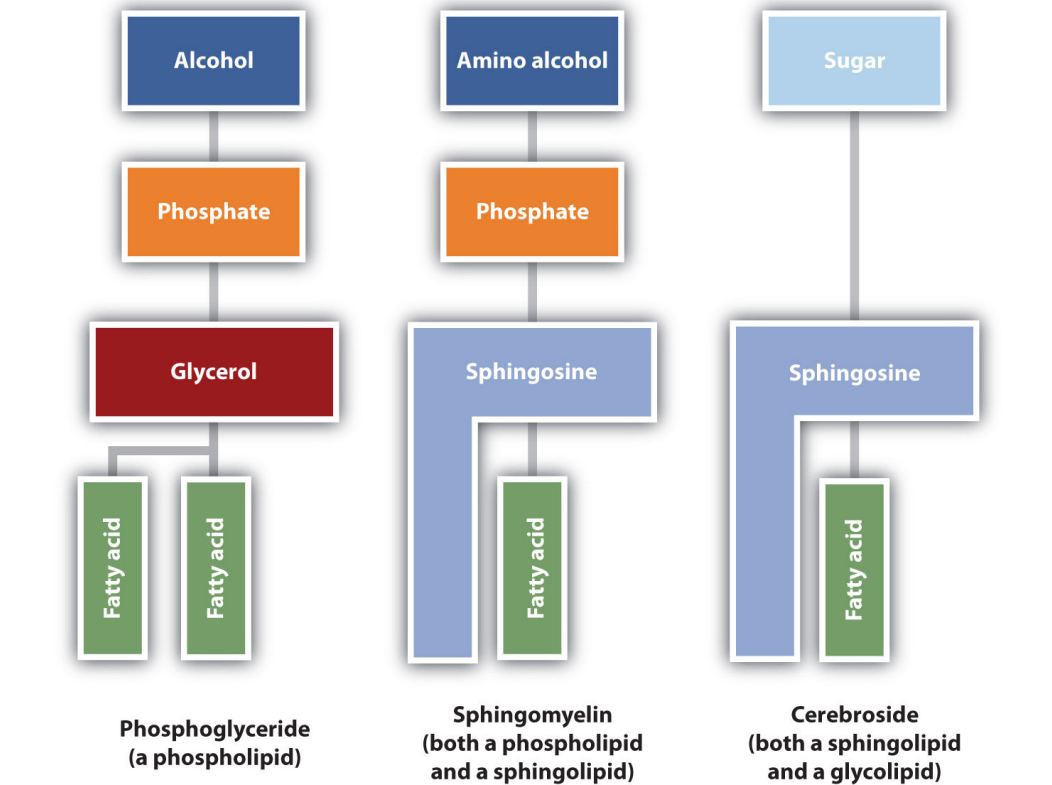 Alcohol
Amino alcohol
Sugar
Phosphate
Phosphate
Glycerol
Sphingosine
Sphingosine
Fatty acid
Fatty acid
Fatty acid
Fatty acid
Phosphoglyceride
(a phospholipid)
Sphingomyelin
(both a phospholipid
and a sphingolipid)
Cerebroside
(both a sphingolipid
and a glycolipid)